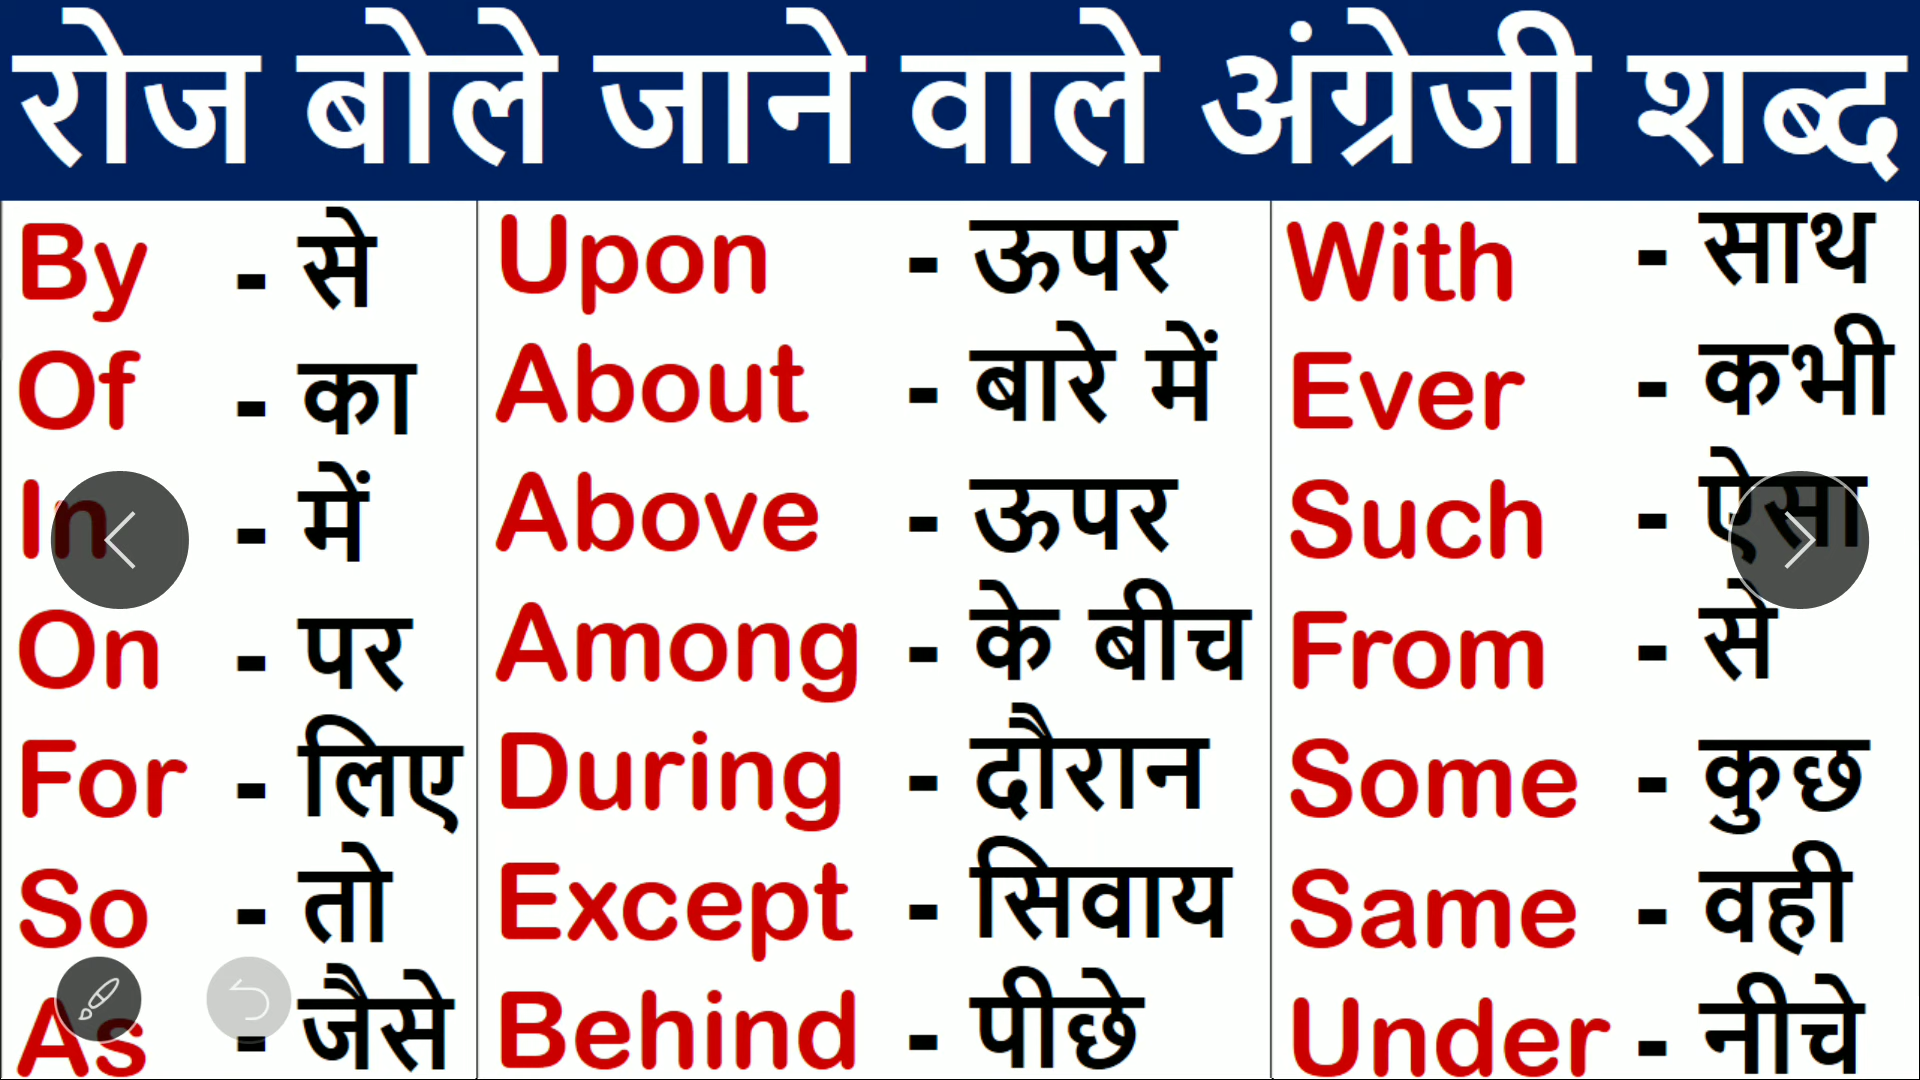 रोज बोले जाने वाले अंग्रेजी शब्द
By - से
Of - का
In - में
On - पर
For - लिए
So - तो
As - जैसे
Upon - ऊपर
About - बारे में
Above - ऊपर
Among - के बीच
During - दौरान
Except - सिवाय
Behind - पीछे
With - साथ
Ever - कभी
Such - ऐसा
From - से
Some - कुछ
Same - वही
Under - नीचे